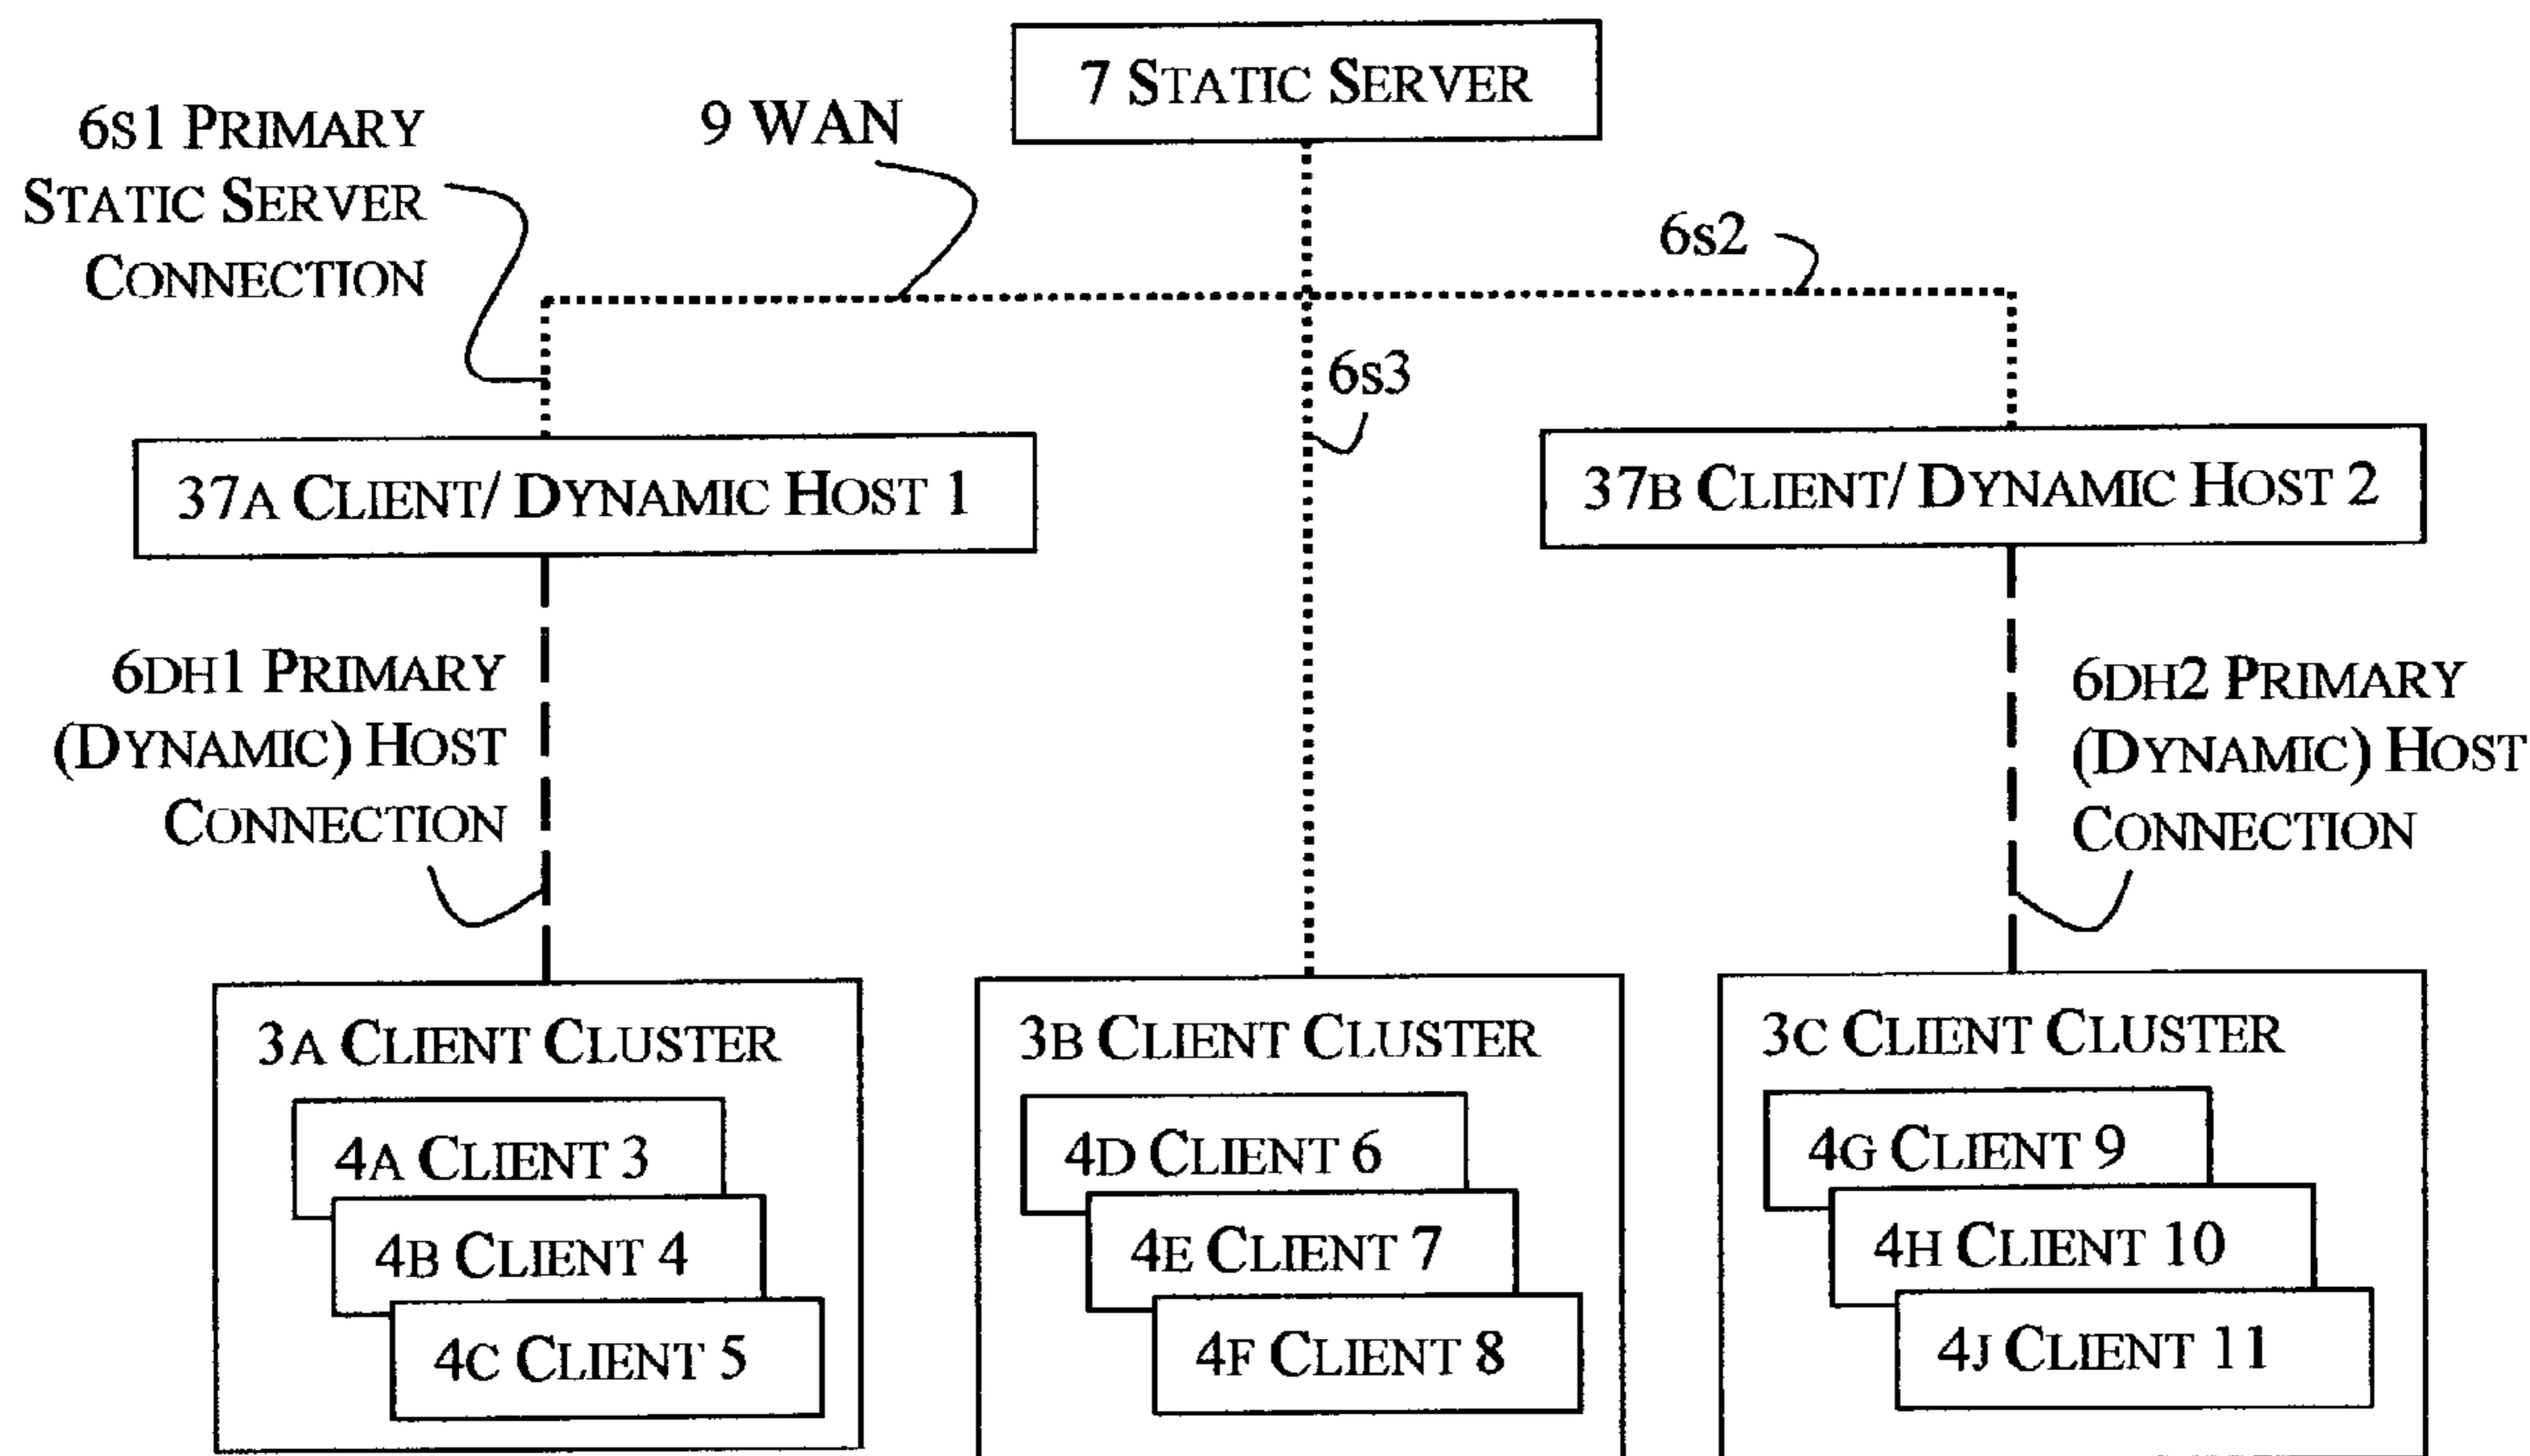 7 STATIC SERVER
6S1 PRIMARY
STATIC SERVER
CONNECTION
9 WAN
6s2
6s3
37A CLIENT/ DYNAMIC HOST 1
37B CLIENT/ DYNAMIC HOST 2
6DH1 PRIMARY
(DYNAMIC) HOST
CONNECTION
6DH2 PRIMARY
(DYNAMIC) HOST
CONNECTION
3A CLIENT CLUSTER
4A CLIENT 3
4B CLIENT 4
4C CLIENT 5
3B CLIENT CLUSTER
4D CLIENT 6
4E CLIENT 7
4F CLIENT 8
3C CLIENT CLUSTER
4G CLIENT 9
4H CLIENT 10
4J CLIENT 11